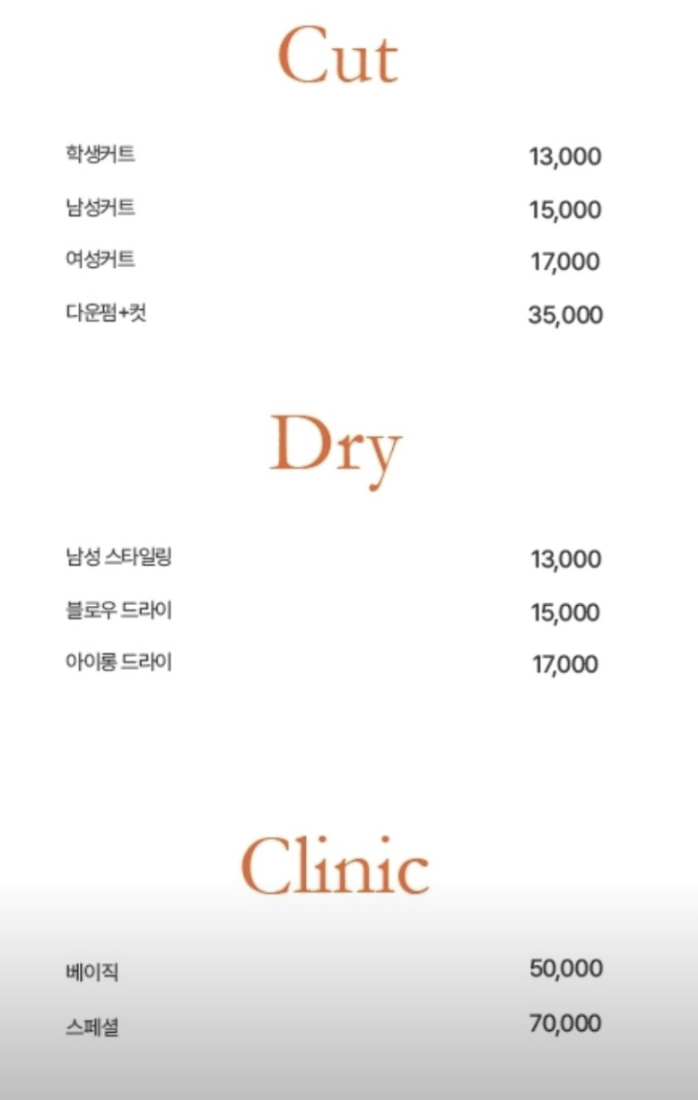 Cut
학생커트 13,000
남성커트 15,000
여성커트 17,000
다운펌+컷 35,000
Dry
남성 스타일링 13,000
블로우 드라이 15,000
아이롱 드라이 17,000
Clinic
베이직 50,000
스페셜 70,000